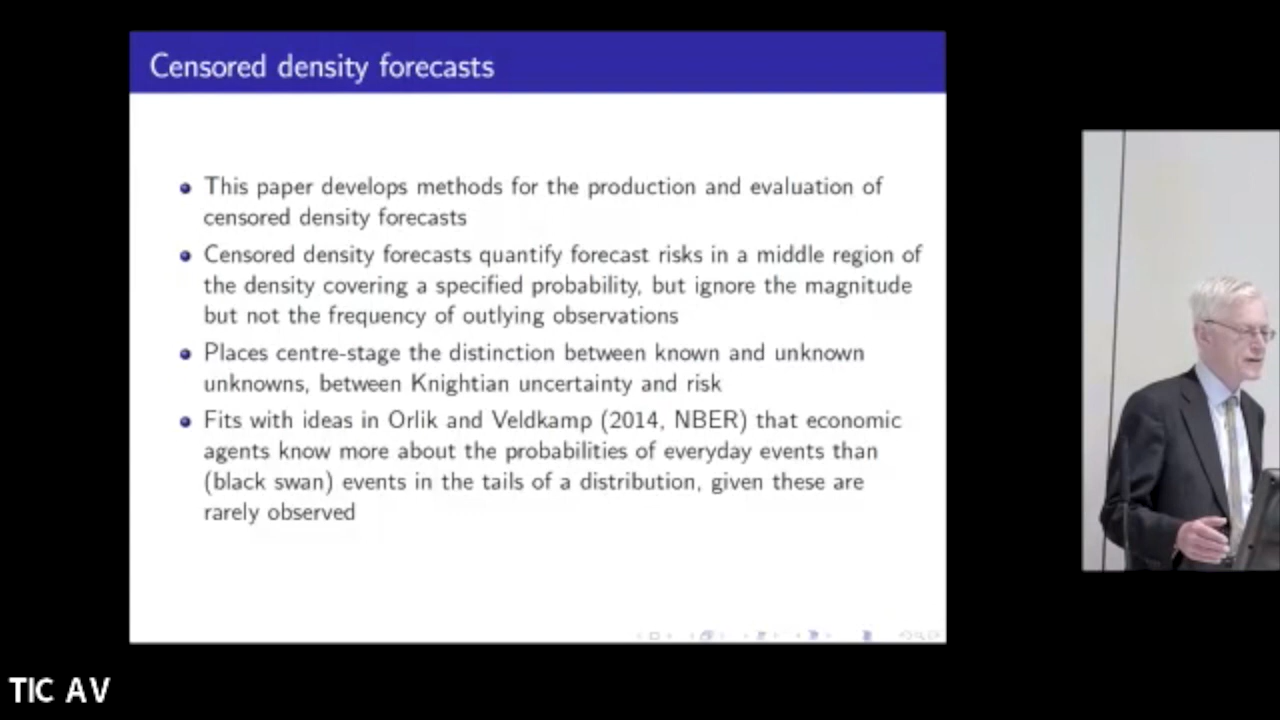 Censored density forecasts
This paper develops methods for the production and evaluation of
censored density forecasts
Censored density forecasts quantify forecast risks in a middle region of
the density covering a specified probability, but ignore the magnitude
but not the frequency of outlying observations
Places centre-stage the distinction between known and unknown
unknowns, between Knightian uncertainty and risk
Fits with ideas in Orlik and Veldkamp (2014, NBER) that economic
agents know more about the probabilities of everyday events than
(black swan) events in the tails of a distribution, given these are
rarely observed
TIC AV